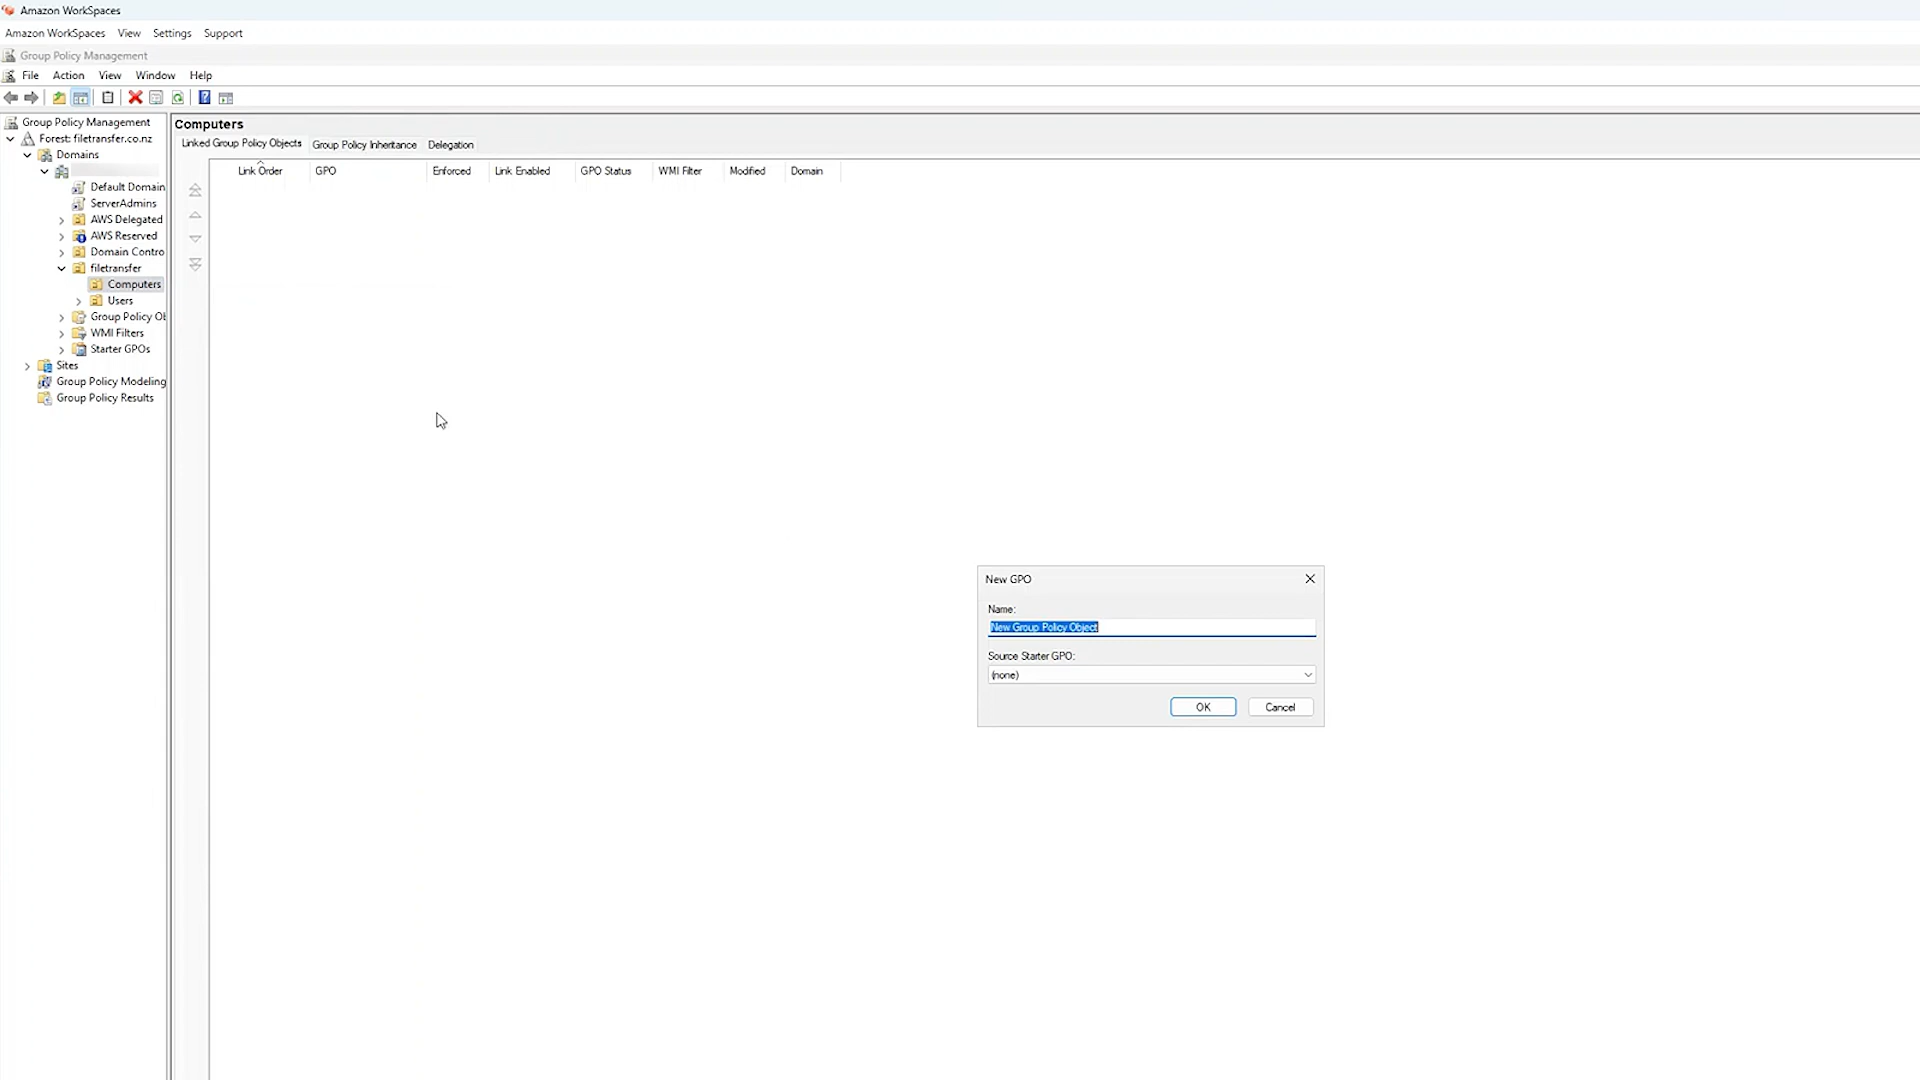 Amazon WorkSpaces
Amazon WorkSpaces View Settings Support
Group Policy Management
File Action View Window Help
Group Policy Management
Forest: filetransfer.co.nz
Domains
Default Domain
ServerAdmins
AWS Delegated
AWS Reserved
Domain Contro
filetransfer
Computers
Users
Group Policy Ob
WMI Filters
Starter GPOs
Sites
Group Policy Modeling
Group Policy Results
Computers
Linked Group Policy Objects Group Policy Inheritance Delegation
Link Order GPO Enforced Link Enabled GPO Status WMI Filter Modified Domain
New GPO
Name:
New Group Policy Object
Source Starter GPO:
(none)
OK Cancel